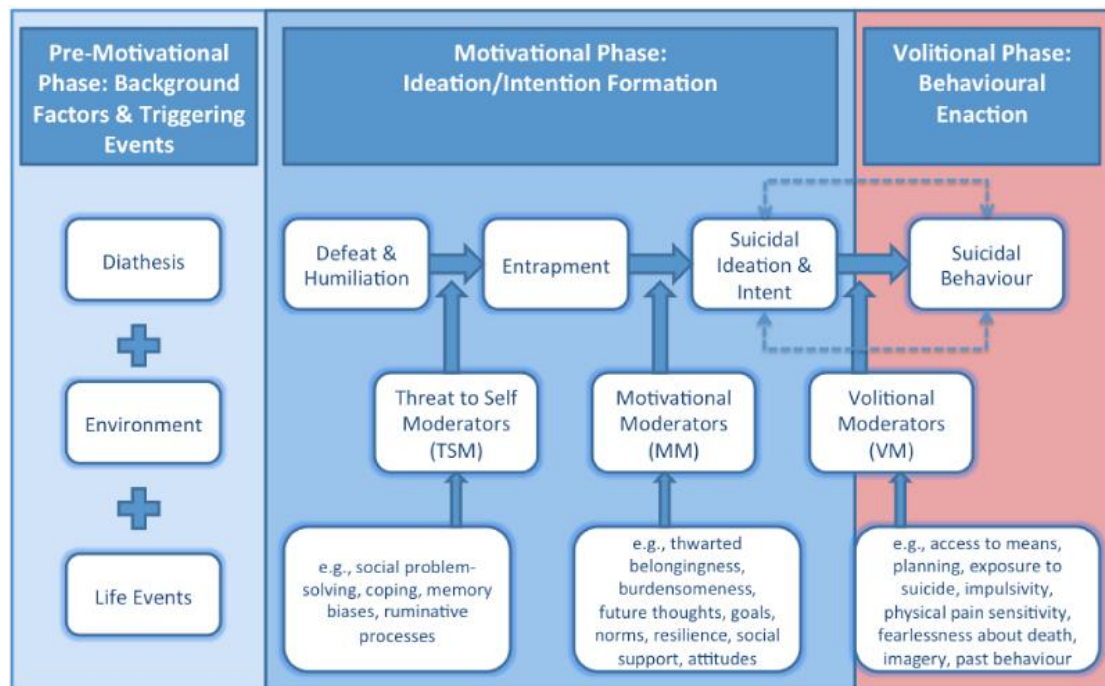 Pre-Motivational
Phase: Background
Factors & Triggering
Events
Motivational Phase:
Ideation/Intention Formation
Volitional Phase:
Behavioural
Enaction
Diathesis
Environment
Life Events
Defeat &
Humiliation
Entrapment
Suicidal
Ideation &
Intent
Suicidal
Behaviour
Threat to Self
Moderators
(TSM)
Motivational
Moderators
(MM)
Volitional
Moderators
(VM)
e.g., social problem-
solving, coping, memory
biases, ruminative
processes
e.g., thwarted
belongingness,
burdensomeness,
future thoughts, goals,
norms, resilience, social
support, attitudes
e.g., access to means,
planning, exposure to
suicide, impulsivity,
physical pain sensitivity,
fearlessness about death,
imagery, past behaviour